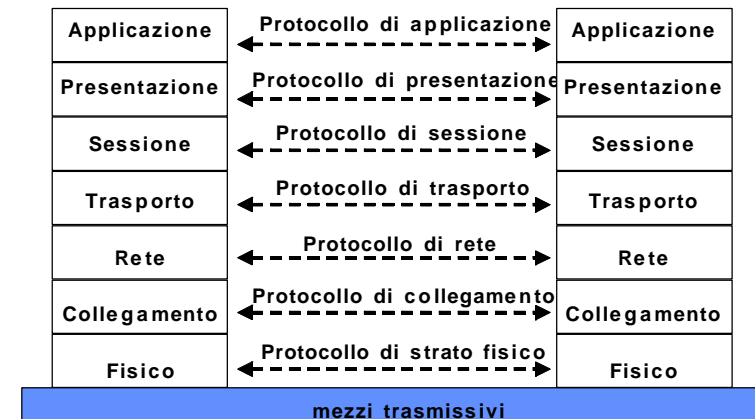 Applicazione Protocollo di applicazione Applicazione
Presentazione Protocollo di presentazione Presentazione
Sessione Protocollo di sessione Sessione
Trasporto Protocollo di trasporto Trasporto
Rete Protocollo di rete Rete
Collegamento Protocollo di collegamento Collegamento
Fisico Protocollo di strato fisico Fisico
mezzi trasmissivi